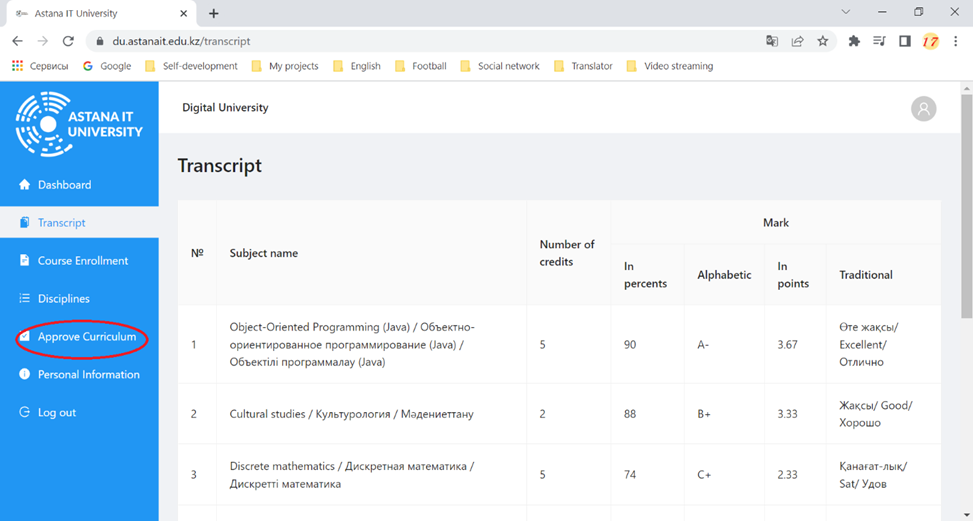 Astana IT University
du.astanait.edu.kz/transcript
17
Сервисы
Google
Self-development
My projects
English
Football
Social network
Translator
Video streaming
ASTANA IT
UNIVERSITY
Dashboard
Transcript
Course Enrollment
Disciplines
Approve Curriculum
Personal Information
Log out
Digital University
Transcript
№
Subject name
Number of
credits
Mark
In
percents
Alphabetic
In
points
Traditional
1
Object-Oriented Programming (Java) / Объектно-
ориентированное программирование (Java) /
Объектілі программалау (Java)
5
90
A-
3.67
Өте жақсы/
Excellent/
Отлично
2
Cultural studies / Культурология / Мәдениеттану
2
88
B+
3.33
Жақсы/ Good/
Хорошо
3
Discrete mathematics / Дискретная математика /
Дискретті математика
5
74
C+
2.33
Қанағат-лық/
Sat/ Удов